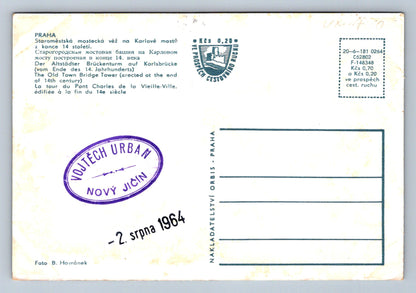 PRAHA
Staroměstská mostecká věž na Karlově mostě
z konce 14 století.
Староместская мостовая башня на Карловом
мосту построенная в конце 14. века
Der Altstädter Brückenturm auf Karlsbrücke
(vom Ende des 14. Jahrhunderts)
The Old Town Bridge Tower (erected at the end
of 14th century)
La tour du Pont Charles de la Vieille-Ville,
édifiée à la fin du 14e siècle
Kčs 0,20
VE PROSPĚCH CESTOVNÍHO RUCHU
20-6-181 0264
Č62802
F-148348
Kčs 0,70
a Kčs 0,20
ve prospěch
cest. ruchu
VOJTĚCH URBAN
NOVÝ JIČÍN
-2. srpna 1964
NAKLADATELSTVÍ ORBIS - PRAHA
Foto B.